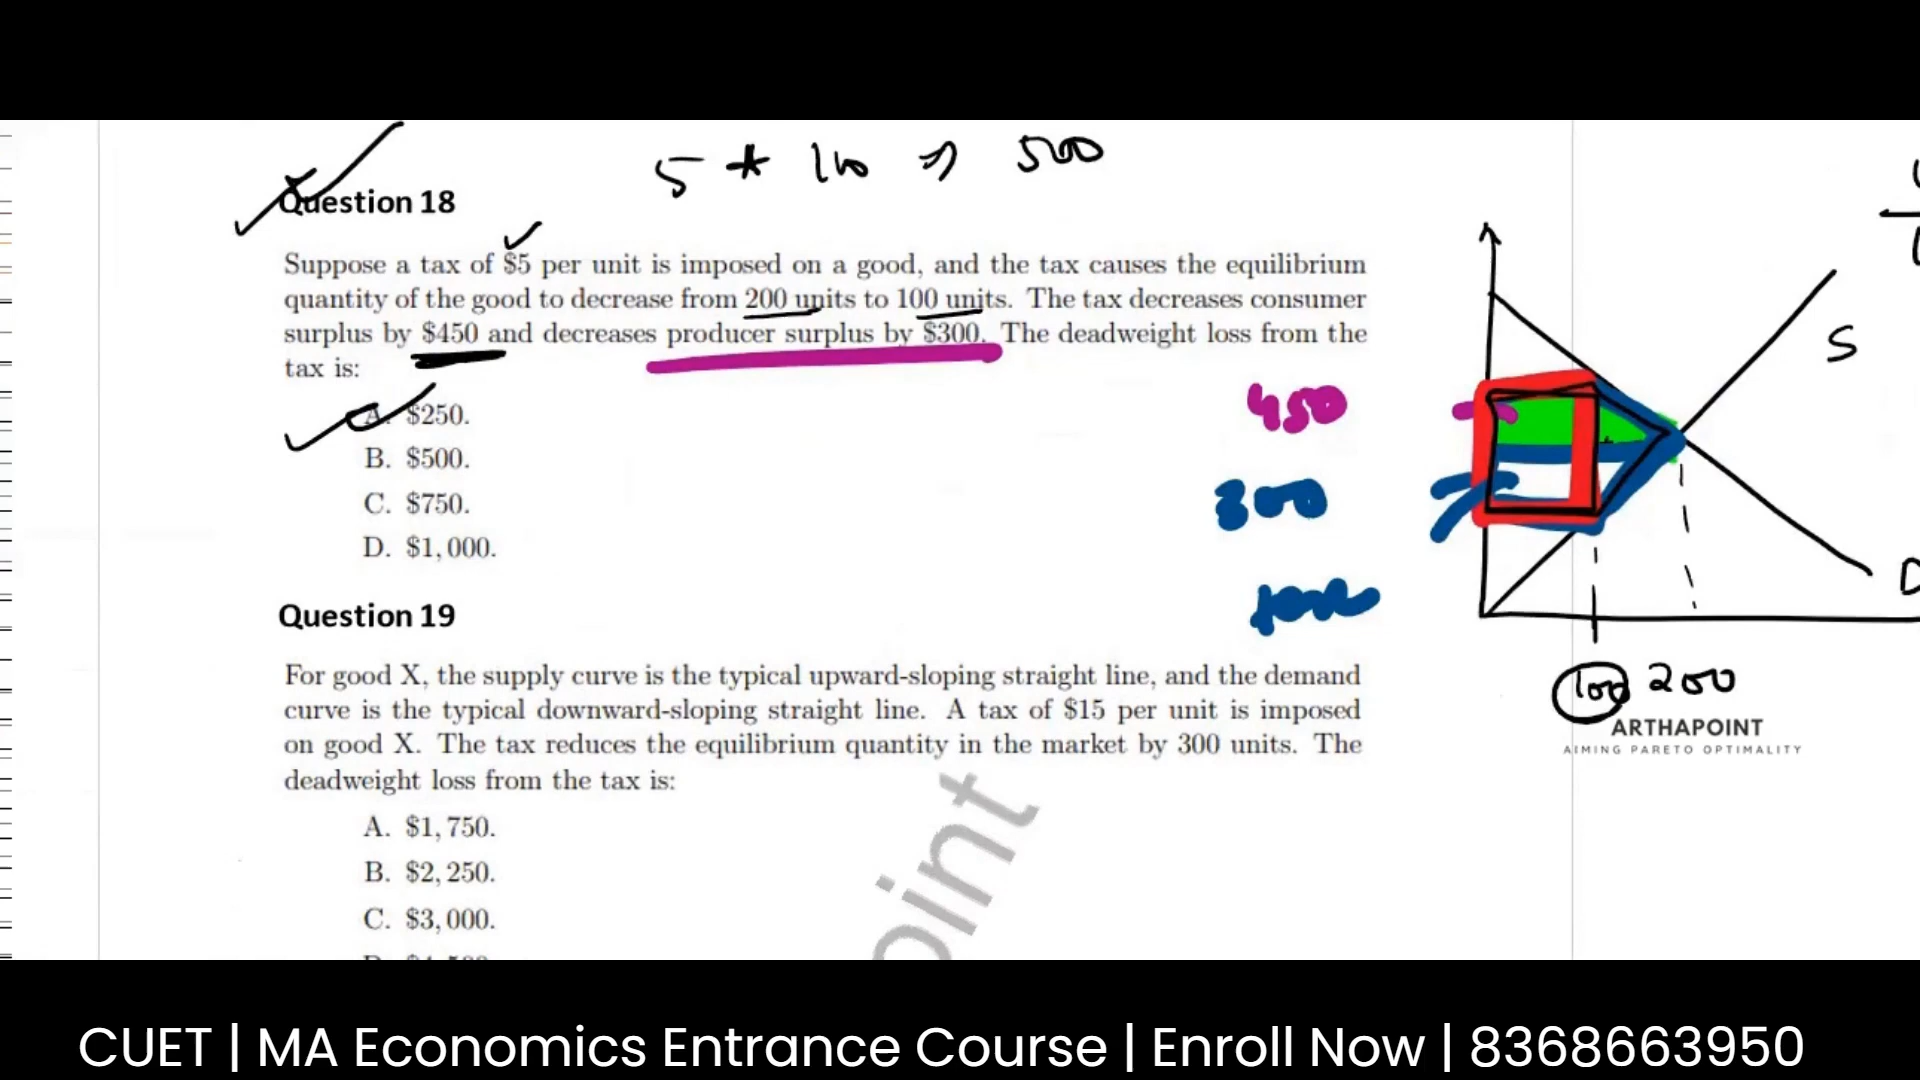 5 * 100 ⇒ 500
Question 18
Suppose a tax of $5 per unit is imposed on a good, and the tax causes the equilibrium
quantity of the good to decrease from 200 units to 100 units. The tax decreases consumer
surplus by $450 and decreases producer surplus by $300. The deadweight loss from the
tax is:
A. $250.
B. $500.
C. $750.
D. $1,000.
450
300
S
D
100 200
ARTHAPOINT
AIMING PARETO OPTIMALITY
Question 19
For good X, the supply curve is the typical upward-sloping straight line, and the demand
curve is the typical downward-sloping straight line. A tax of $15 per unit is imposed
on good X. The tax reduces the equilibrium quantity in the market by 300 units. The
deadweight loss from the tax is:
A. $1,750.
B. $2,250.
C. $3,000.
oint
CUET | MA Economics Entrance Course | Enroll Now | 8368663950